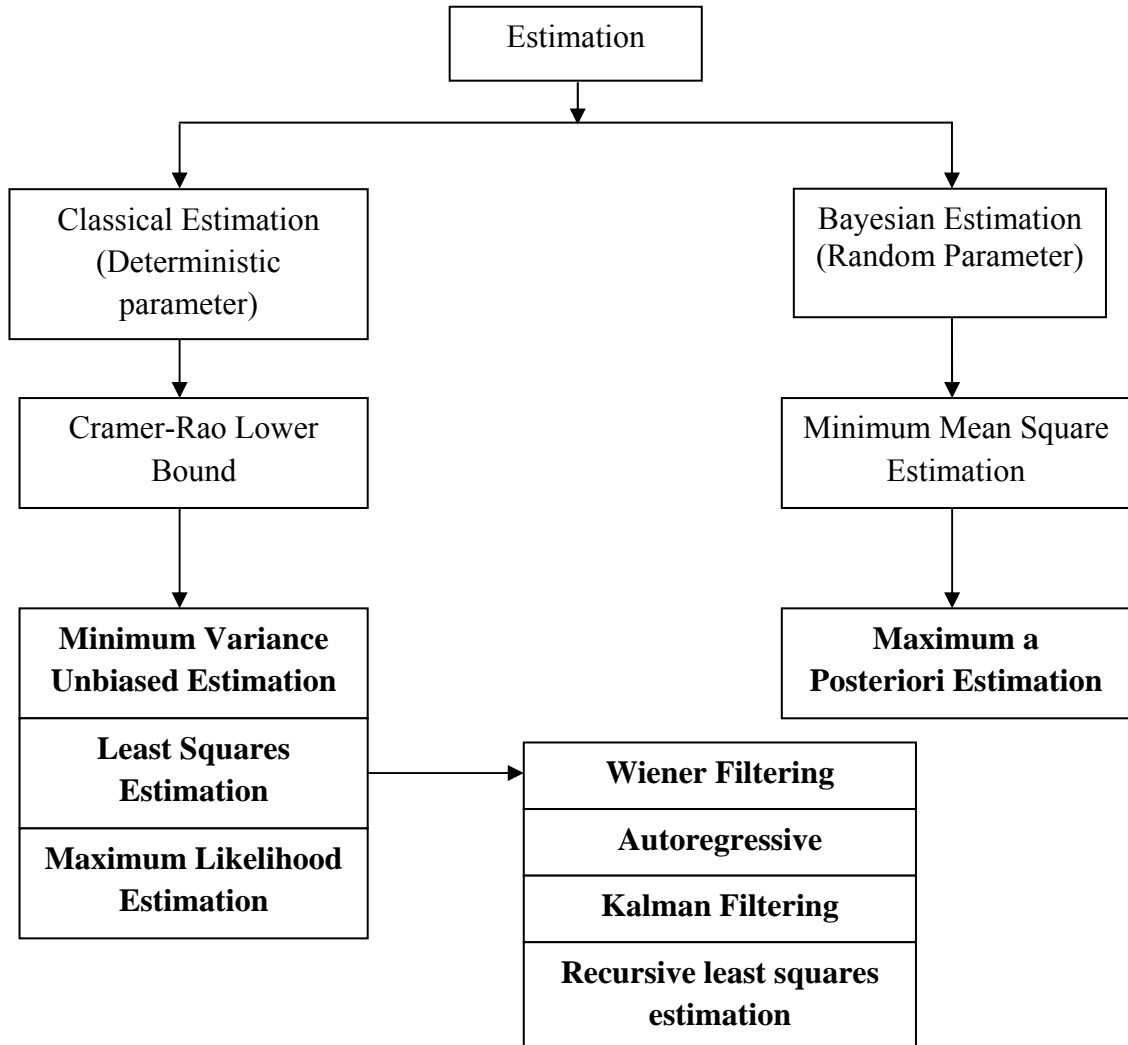 Estimation
Classical Estimation
(Deterministic
parameter)
Bayesian Estimation
(Random Parameter)
Cramer-Rao Lower
Bound
Minimum Mean Square
Estimation
Minimum Variance
Unbiased Estimation
Least Squares
Estimation
Maximum Likelihood
Estimation
Maximum a
Posteriori Estimation
Wiener Filtering
Autoregressive
Kalman Filtering
Recursive least squares
estimation